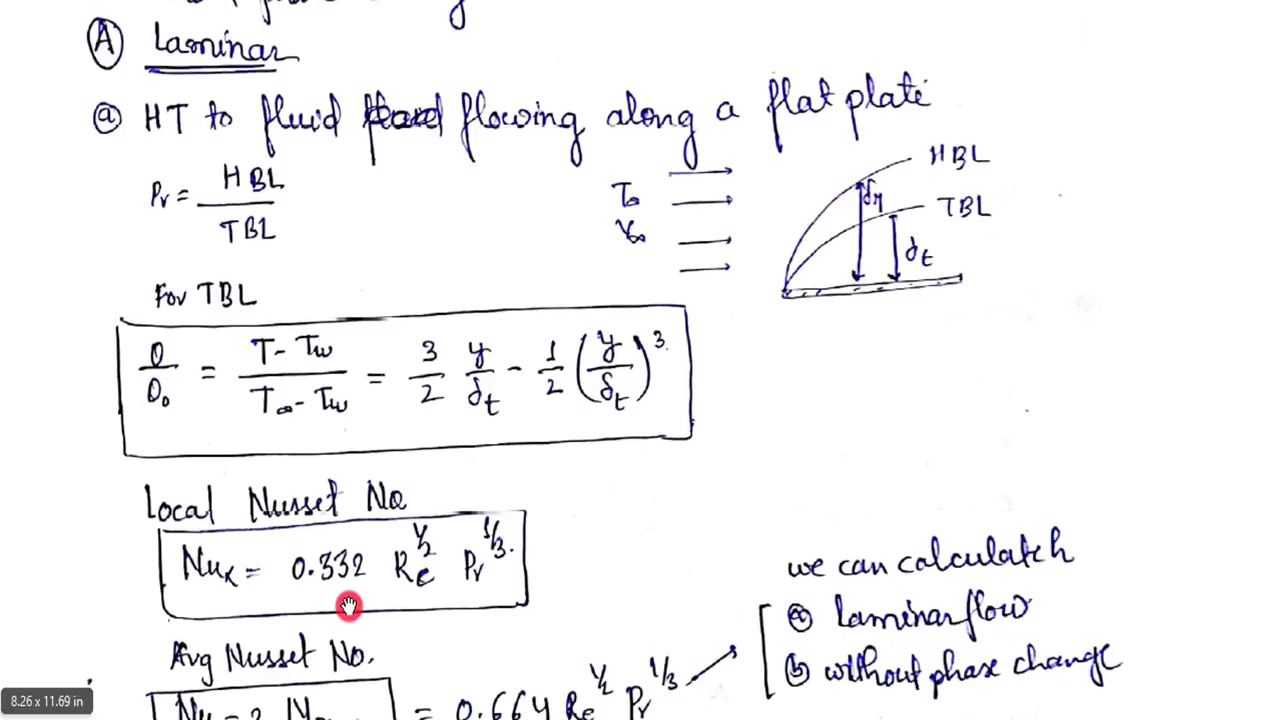 Ⓐ Laminar
ⓐ HT to fluid flowing along a flat plate
Pr = HBL / TBL
T∞
V∞
HBL
TBL
δη
δt
For TBL
θ/θ₀ = (T - Tw)/(T∞ - Tw) = 3/2 y/δt - 1/2 (y/δt)³
Local Nusset No
Nux = 0.332 Re^1/2 Pr^1/3.
Avg Nusset No.
= 0.664 Re^1/2 Pr^1/3
we can calculate h
ⓐ laminar flow
ⓑ without phase change
8.26 x 11.69 in